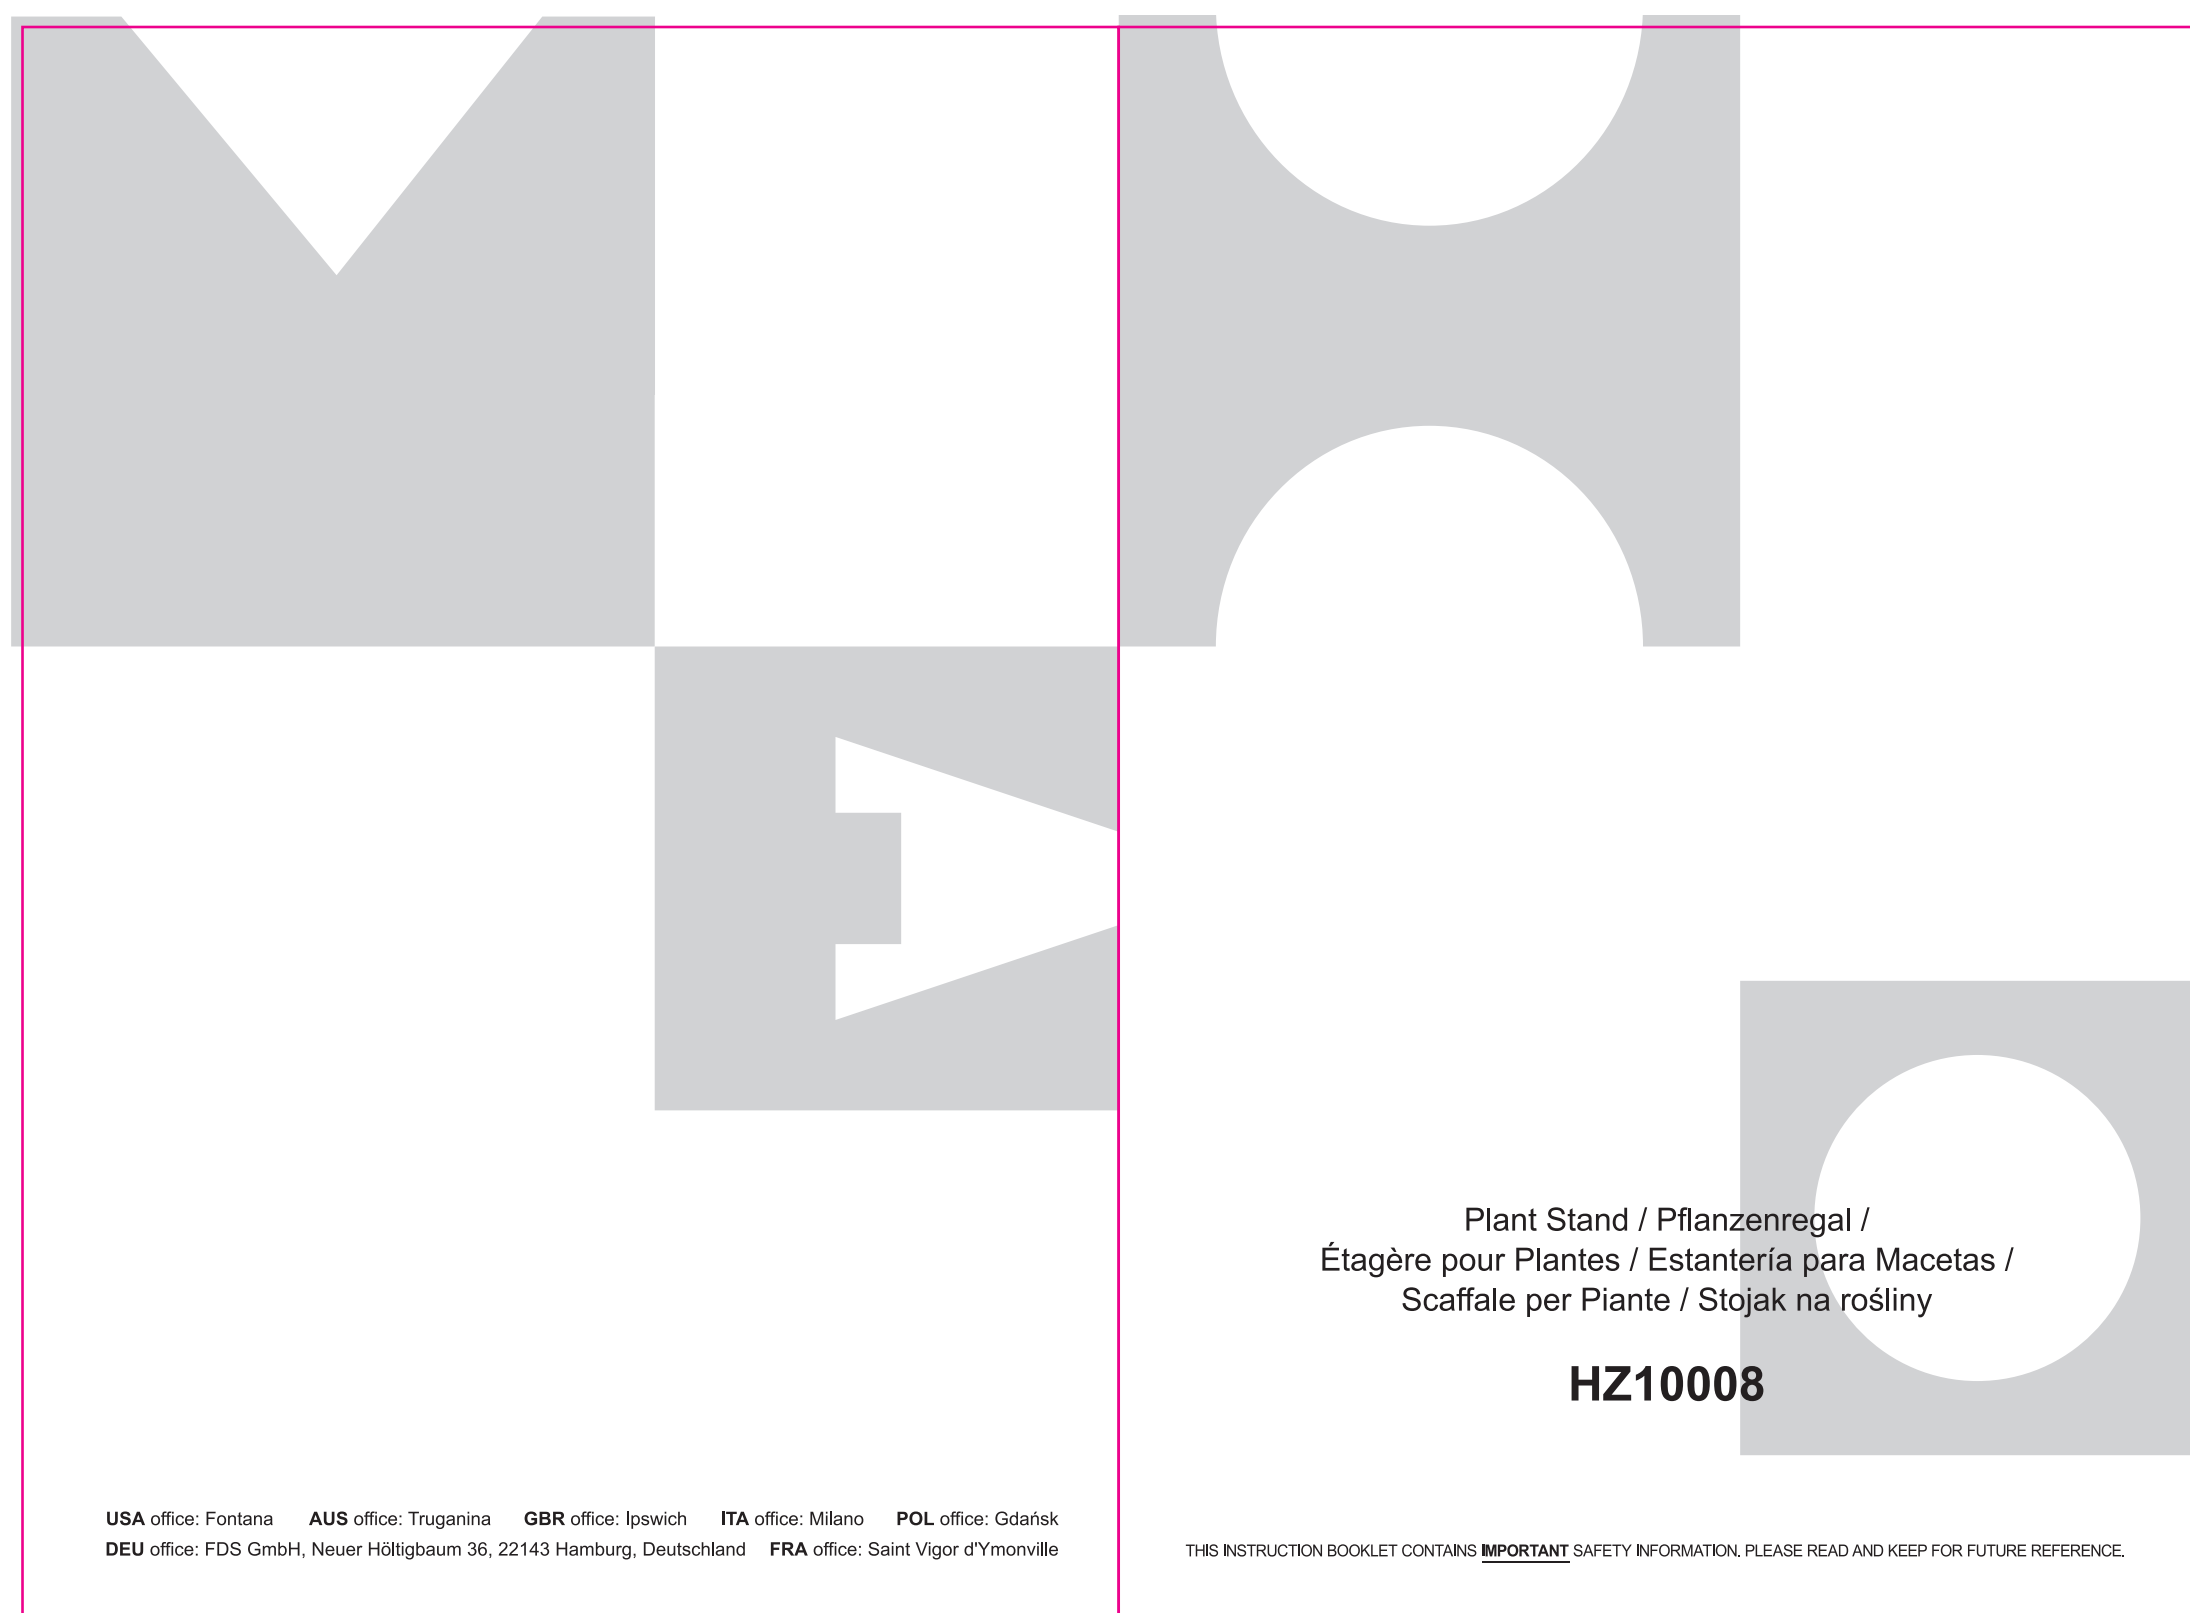 Plant Stand / Pflanzenregal /
Étagère pour Plantes / Estantería para Macetas /
Scaffale per Piante / Stojak na rośliny
HZ10008
USA office: Fontana AUS office: Truganina GBR office: Ipswich ITA office: Milano POL office: Gdańsk
DEU office: FDS GmbH, Neuer Höltigbaum 36, 22143 Hamburg, Deutschland FRA office: Saint Vigor d'Ymonville
THIS INSTRUCTION BOOKLET CONTAINS IMPORTANT SAFETY INFORMATION. PLEASE READ AND KEEP FOR FUTURE REFERENCE.